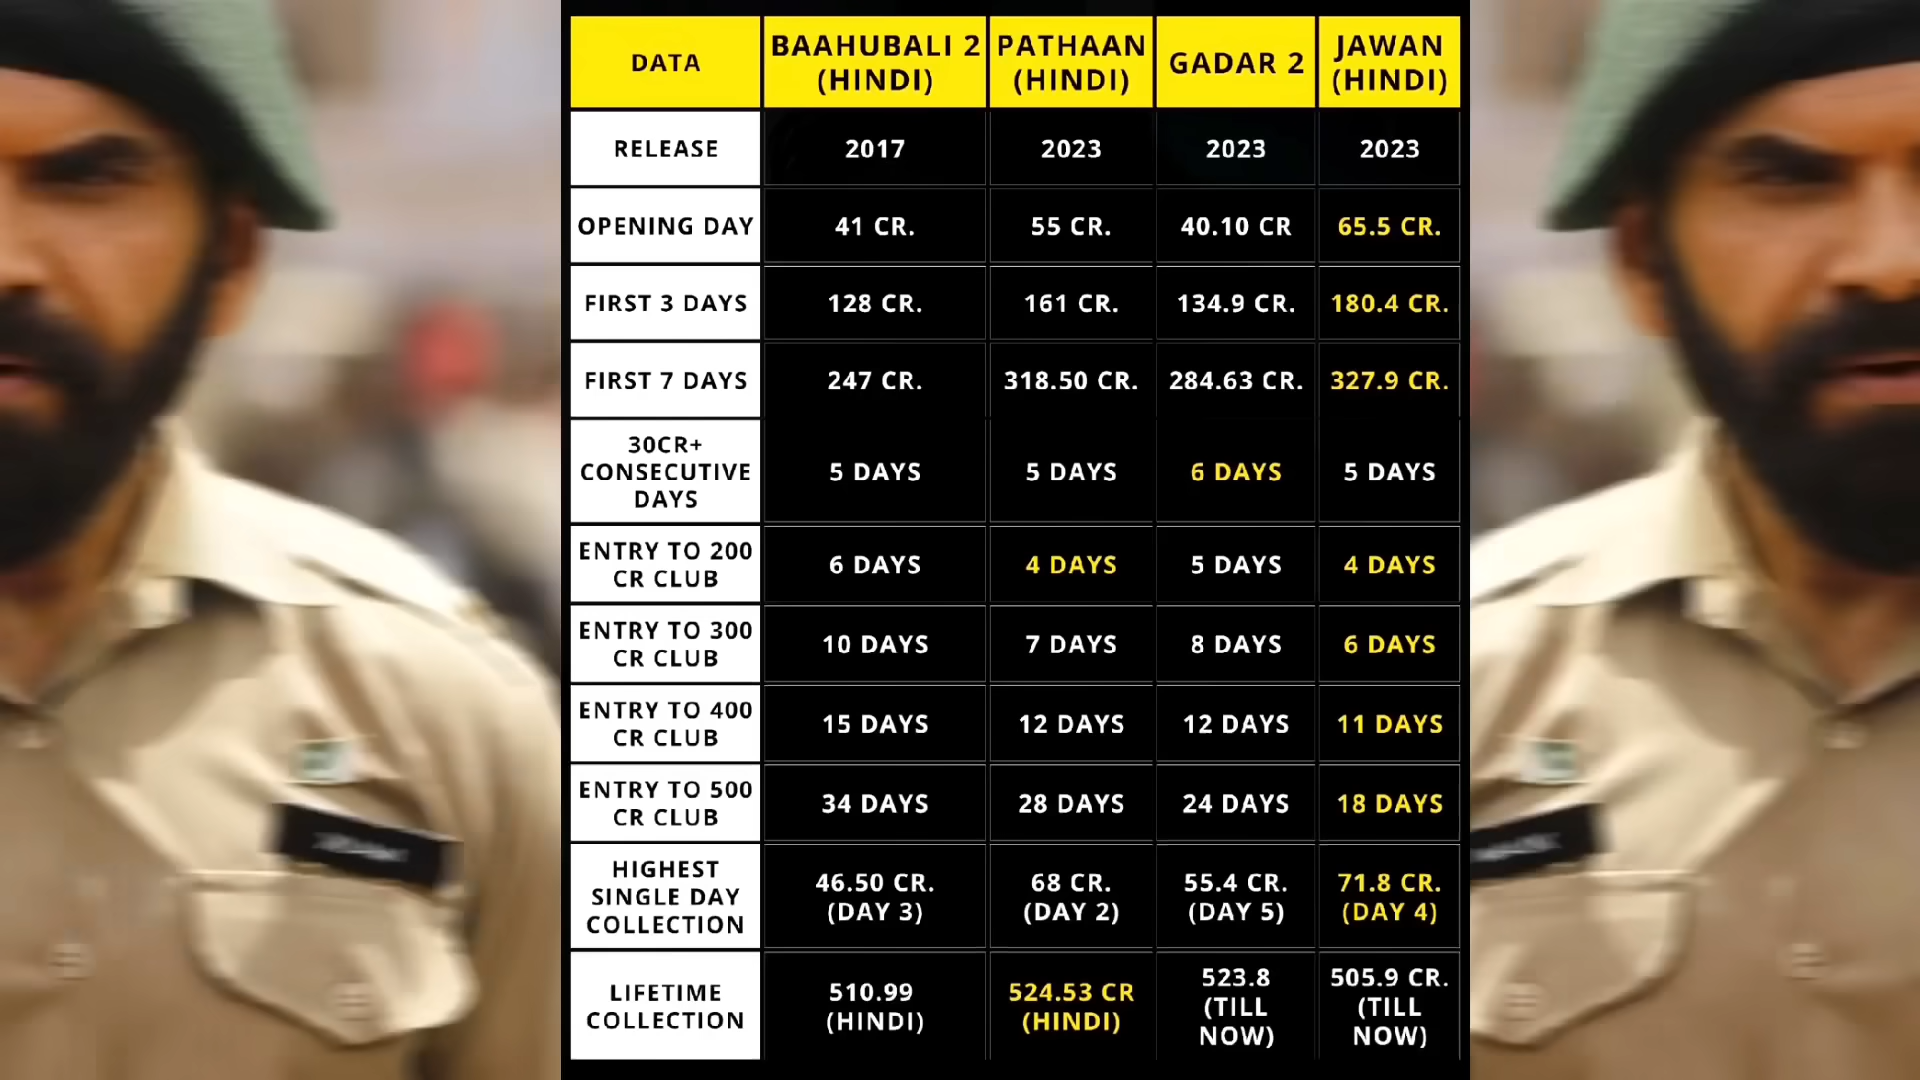 DATA
BAAHUBALI 2
(HINDI)
PATHAAN
(HINDI)
GADAR 2
JAWAN
(HINDI)
RELEASE
2017
2023
2023
2023
OPENING DAY
41 CR.
55 CR.
40.10 CR
65.5 CR.
FIRST 3 DAYS
128 CR.
161 CR.
134.9 CR.
180.4 CR.
FIRST 7 DAYS
247 CR.
318.50 CR.
284.63 CR.
327.9 CR.
30CR+
CONSECUTIVE
DAYS
5 DAYS
5 DAYS
6 DAYS
5 DAYS
ENTRY TO 200
CR CLUB
6 DAYS
4 DAYS
5 DAYS
4 DAYS
ENTRY TO 300
CR CLUB
10 DAYS
7 DAYS
8 DAYS
6 DAYS
ENTRY TO 400
CR CLUB
15 DAYS
12 DAYS
12 DAYS
11 DAYS
ENTRY TO 500
CR CLUB
34 DAYS
28 DAYS
24 DAYS
18 DAYS
HIGHEST
SINGLE DAY
COLLECTION
46.50 CR.
(DAY 3)
68 CR.
(DAY 2)
55.4 CR.
(DAY 5)
71.8 CR.
(DAY 4)
LIFETIME
COLLECTION
510.99
(HINDI)
524.53 CR
(HINDI)
523.8
(TILL
NOW)
505.9 CR.
(TILL
NOW)